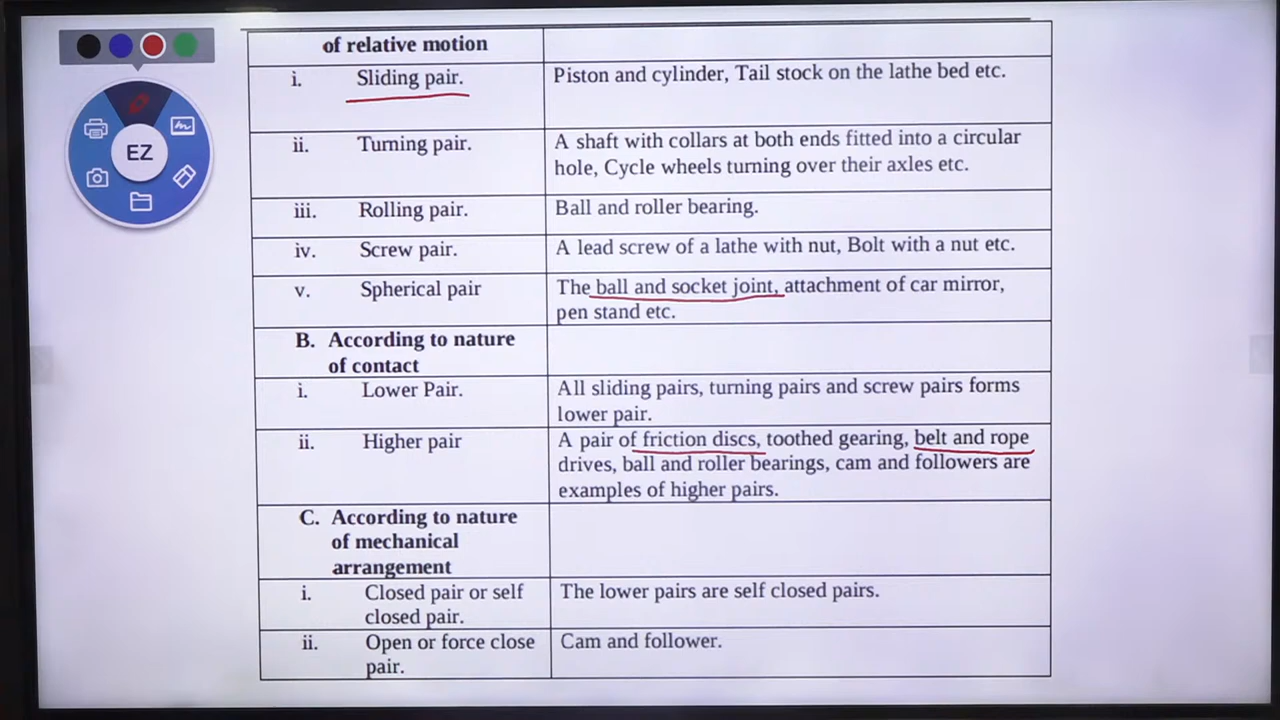 EZ
of relative motion
i. Sliding pair.
Piston and cylinder, Tail stock on the lathe bed etc.
ii. Turning pair.
A shaft with collars at both ends fitted into a circular
hole, Cycle wheels turning over their axles etc.
iii. Rolling pair.
Ball and roller bearing.
iv. Screw pair.
A lead screw of a lathe with nut, Bolt with a nut etc.
v. Spherical pair
The ball and socket joint, attachment of car mirror,
pen stand etc.
B. According to nature
of contact
i. Lower Pair.
All sliding pairs, turning pairs and screw pairs forms
lower pair.
ii. Higher pair
A pair of friction discs, toothed gearing, belt and rope
drives, ball and roller bearings, cam and followers are
examples of higher pairs.
C. According to nature
of mechanical
arrangement
i. Closed pair or self
closed pair.
The lower pairs are self closed pairs.
ii. Open or force close
pair.
Cam and follower.